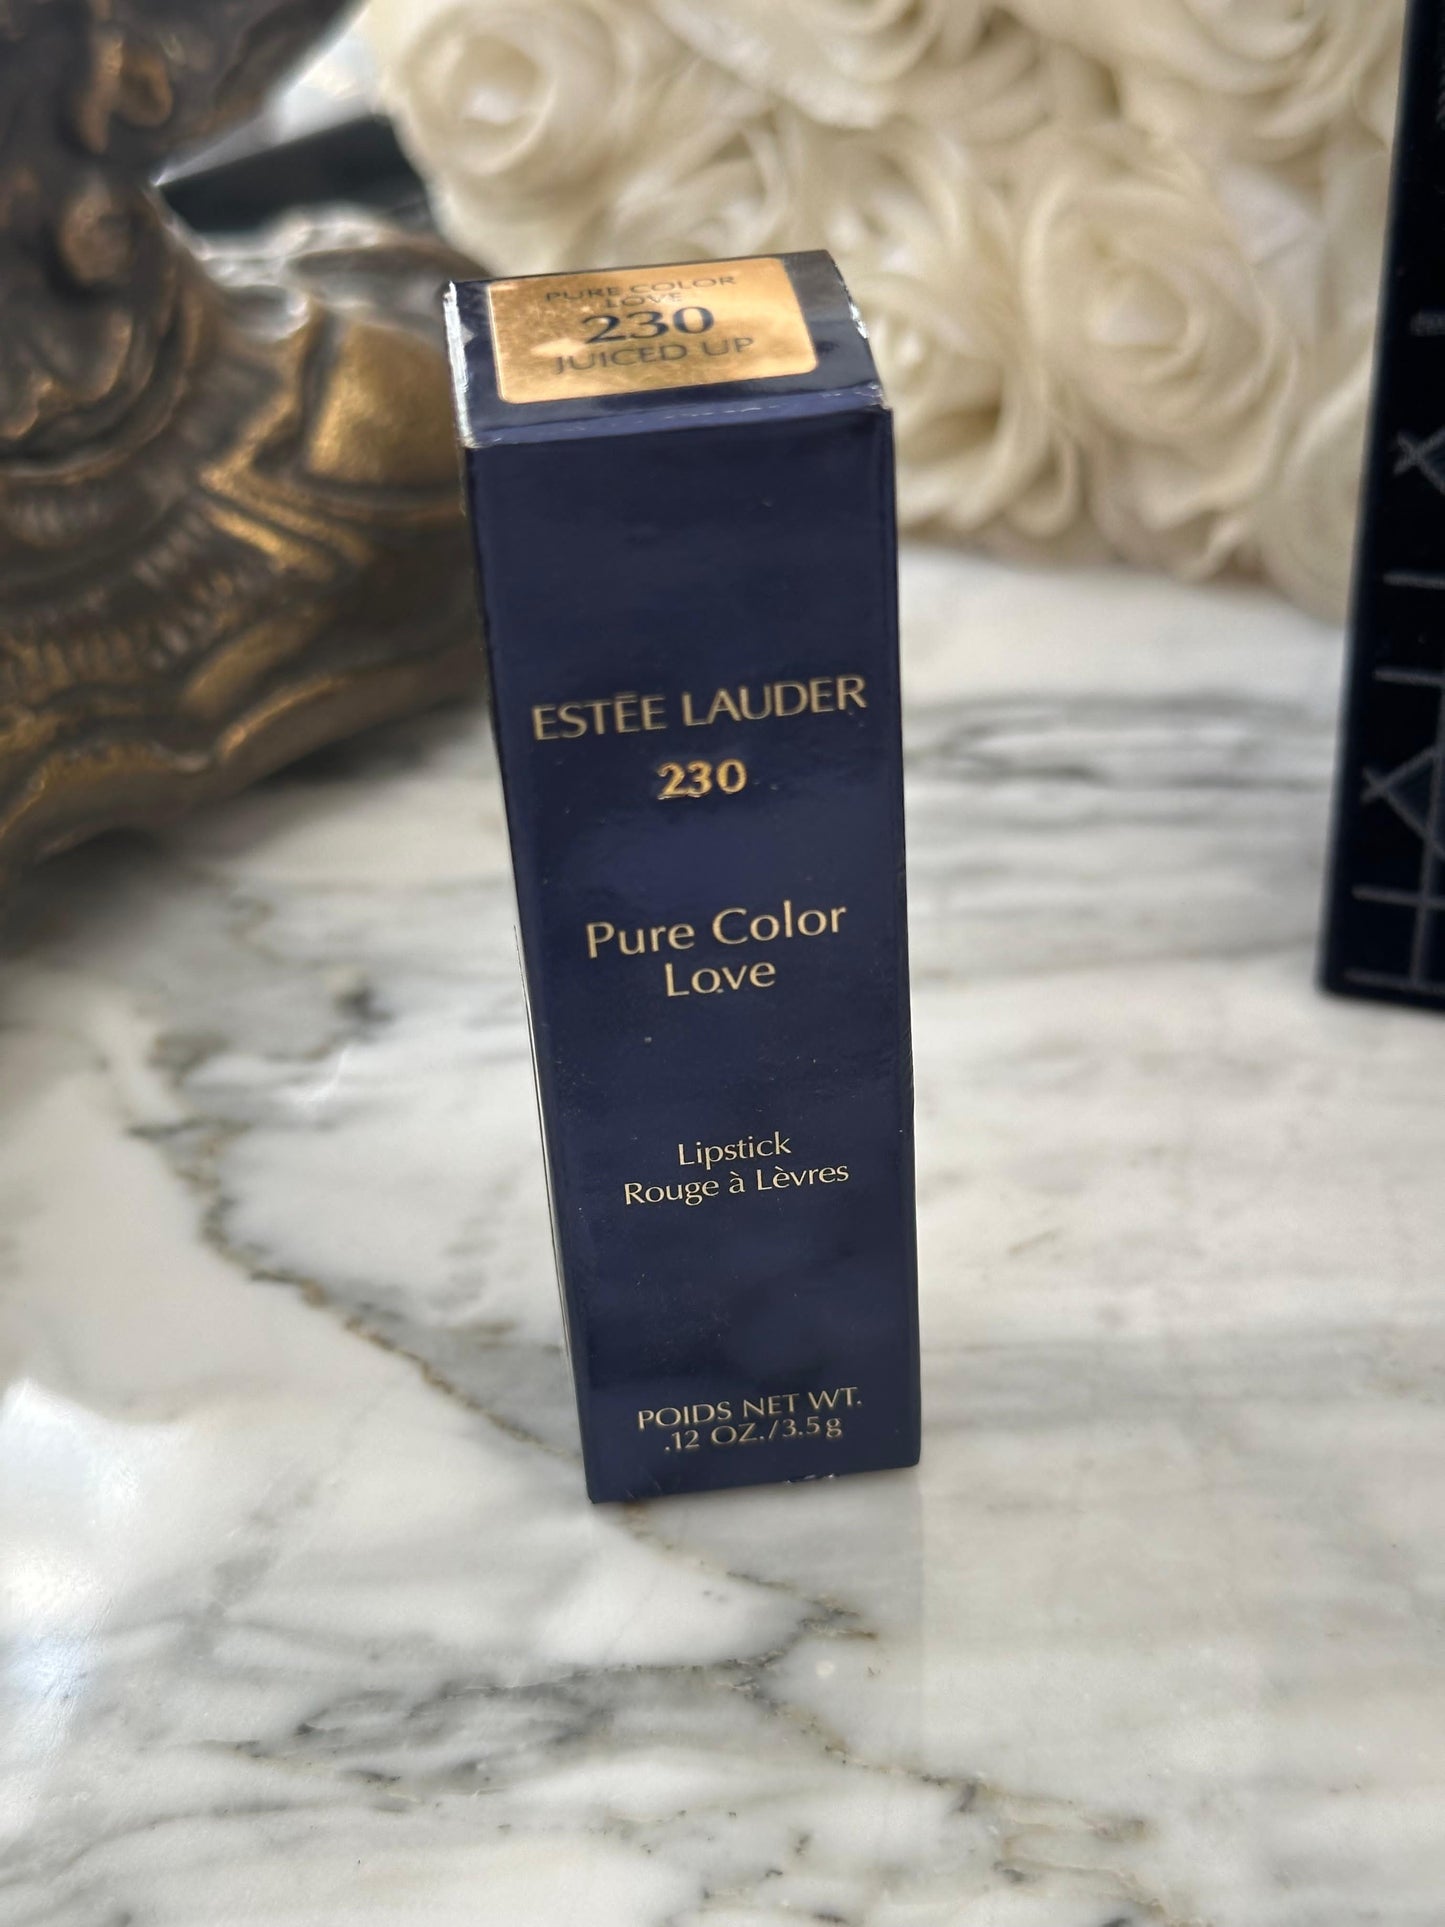 PURE COLOR
LOVE
230
JUICED UP
ESTĒE LAUDER
230
Pure Color
Love
Lipstick
Rouge à Lèvres
POIDS NET WT.
.12 OZ./3.5g